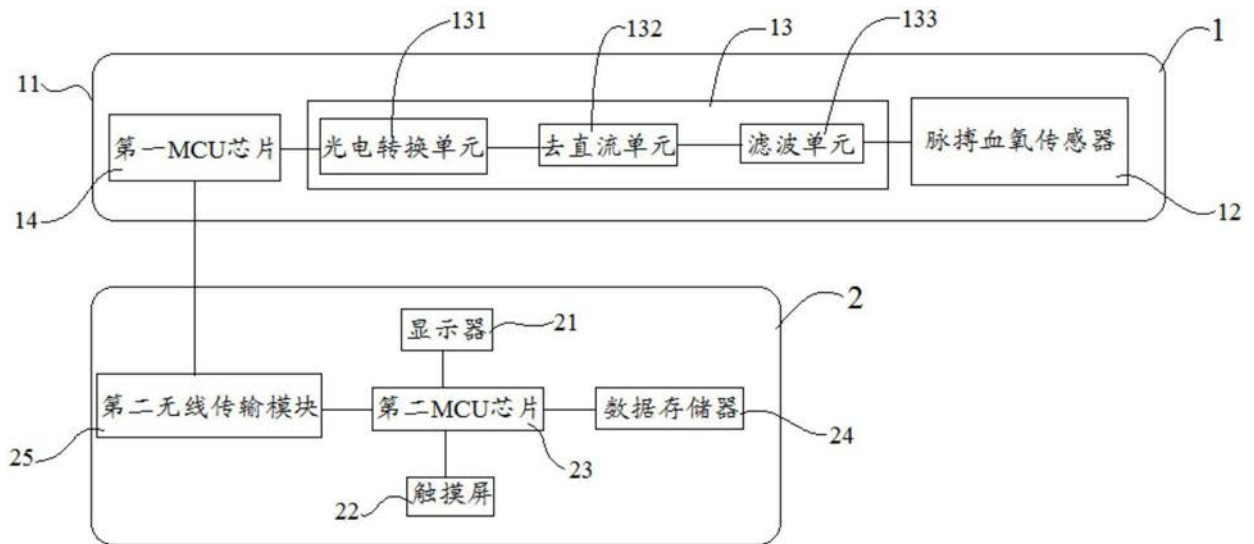 131
132
13
133
1
11
第一MCU芯片
光电转换单元
去直流单元
滤波单元
脉搏血氧传感器
14
12
2
显示器
21
第二无线传输模块
第二MCU芯片
数据存储器
25
23
24
触摸屏
22